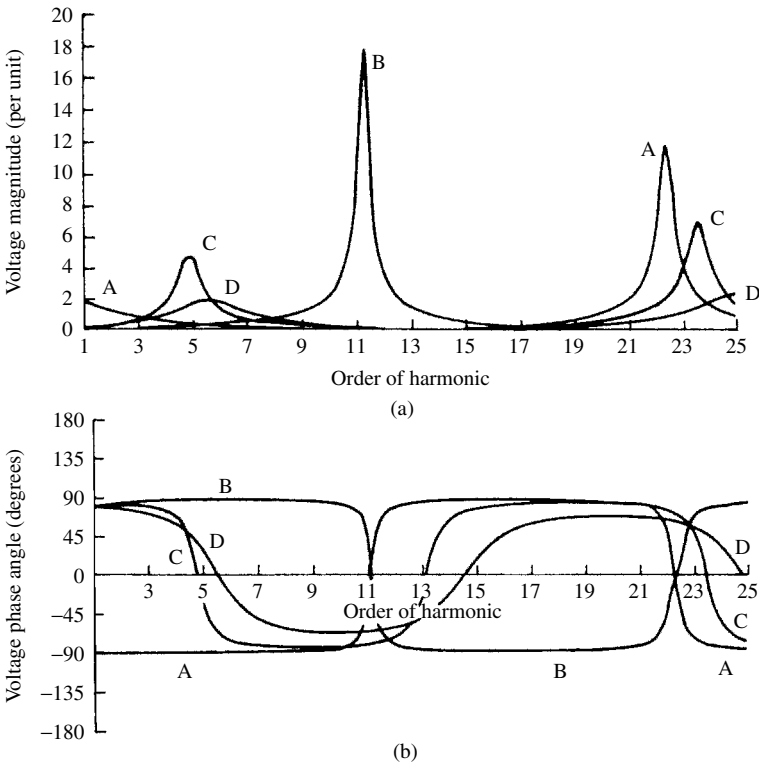 20
18
16
14
12
10
8
6
4
2
0
Voltage magnitude (per unit)
A
C
D
B
A
C
D
1 3 5 7 9 11 13 15 17 19 21 23 25
Order of harmonic
(a)
180
135
90
45
0
−45
−90
−135
−180
Voltage phase angle (degrees)
B
C
D
D
3 5 7 9 11 13 15 17 19 21 23 25
Order of harmonic
C
A
B
A
(b)